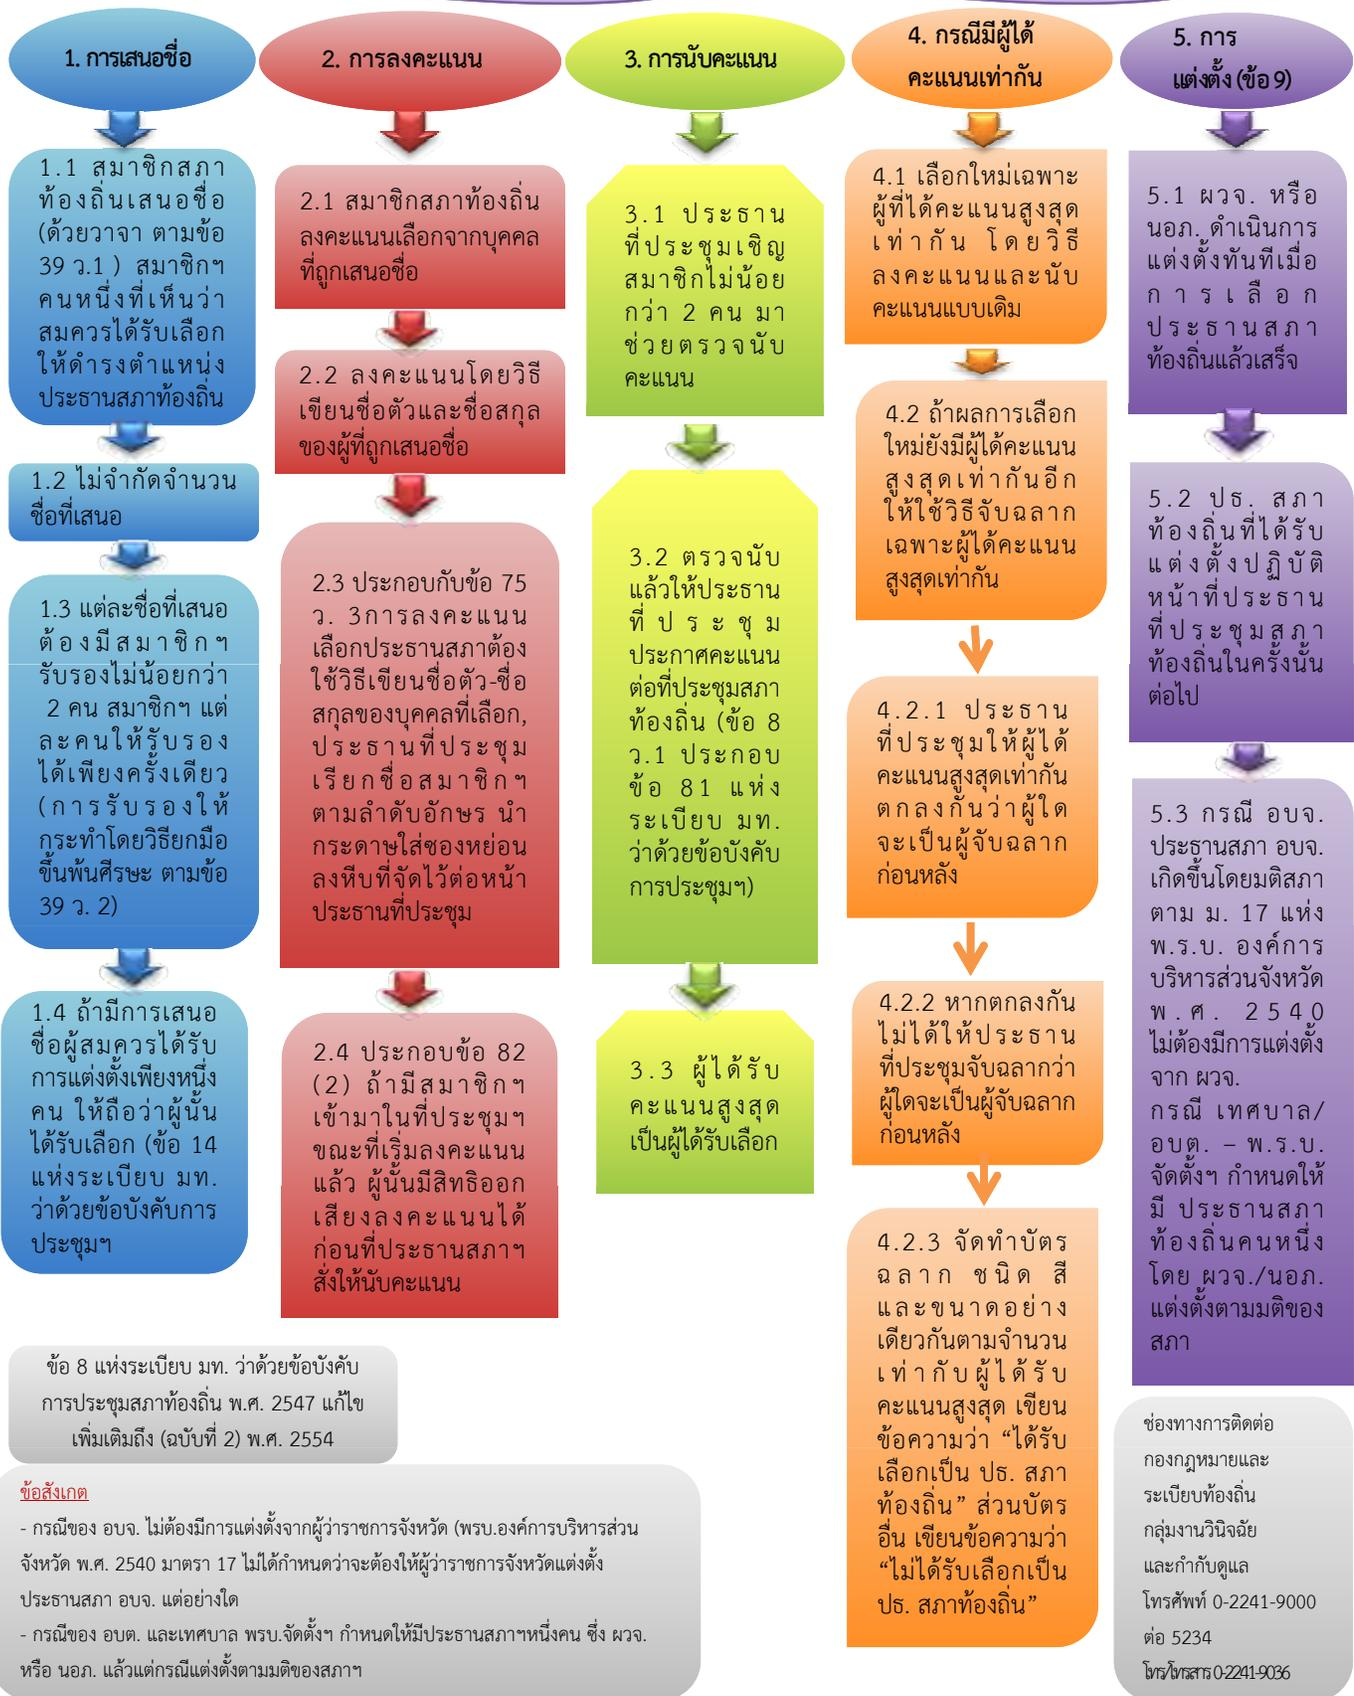 1. การเสนอชื่อ
1.1 สมาชิกสภา
ท้องถิ่นเสนอชื่อ
(ด้วยวาจา ตามข้อ
39 ว.1 ) สมาชิกฯ
คนหนึ่งที่เห็นว่า
สมควรได้รับเลือก
ให้ดำรงตำแหน่ง
ประธานสภาท้องถิ่น
1.2 ไม่จำกัดจำนวน
ชื่อที่เสนอ
1.3 แต่ละชื่อที่เสนอ
ต้องมีสมาชิกฯ
รับรองไม่น้อยกว่า
2 คน สมาชิกฯ แต่
ละคนให้รับรอง
ได้เพียงครั้งเดียว
(การรับรองให้
กระทำโดยวิธียกมือ
ขึ้นพ้นศีรษะ ตามข้อ
39 ว. 2)
1.4 ถ้ามีการเสนอ
ชื่อผู้สมควรได้รับ
การแต่งตั้งเพียงหนึ่ง
คน ให้ถือว่าผู้นั้น
ได้รับเลือก (ข้อ 14
แห่งระเบียบ มท.
ว่าด้วยข้อบังคับการ
ประชุมฯ
2. การลงคะแนน
2.1 สมาชิกสภาท้องถิ่น
ลงคะแนนเลือกจากบุคคล
ที่ถูกเสนอชื่อ
2.2 ลงคะแนนโดยวิธี
เขียนชื่อตัวและชื่อสกุล
ของผู้ที่ถูกเสนอชื่อ
2.3 ประกอบกับข้อ 75
ว. 3การลงคะแนน
เลือกประธานสภาต้อง
ใช้วิธีเขียนชื่อตัว-ชื่อ
สกุลของบุคคลที่เลือก,
ประธานที่ประชุม
เรียกชื่อสมาชิกฯ
ตามลำดับอักษร นำ
กระดาษใส่ซองหย่อน
ลงหีบที่จัดไว้ต่อหน้า
ประธานที่ประชุม
2.4 ประกอบข้อ 82
(2) ถ้ามีสมาชิกฯ
เข้ามาในที่ประชุมฯ
ขณะที่เริ่มลงคะแนน
แล้ว ผู้นั้นมีสิทธิออก
เสียงลงคะแนนได้
ก่อนที่ประธานสภาฯ
สั่งให้นับคะแนน
3. การนับคะแนน
3.1 ประธาน
ที่ประชุมเชิญ
สมาชิกไม่น้อย
กว่า 2 คน มา
ช่วยตรวจนับ
คะแนน
3.2 ตรวจนับ
แล้วให้ประธาน
ที่ประชุม
ประกาศคะแนน
ต่อที่ประชุมสภา
ท้องถิ่น (ข้อ 8
ว.1 ประกอบ
ข้อ 81 แห่ง
ระเบียบ มท.
ว่าด้วยข้อบังคับ
การประชุมฯ)
3.3 ผู้ได้รับ
คะแนนสูงสุด
เป็นผู้ได้รับเลือก
4. กรณีมีผู้ได้
คะแนนเท่ากัน
4.1 เลือกใหม่เฉพาะ
ผู้ที่ได้คะแนนสูงสุด
เท่ากัน โดยวิธี
ลงคะแนนและนับ
คะแนนแบบเดิม
4.2 ถ้าผลการเลือก
ใหม่ยังมีผู้ได้คะแนน
สูงสุดเท่ากันอีก
ให้ใช้วิธีจับฉลาก
เฉพาะผู้ได้คะแนน
สูงสุดเท่ากัน
4.2.1 ประธาน
ที่ประชุมให้ผู้ได้
คะแนนสูงสุดเท่ากัน
ตกลงกันว่าผู้ใด
จะเป็นผู้จับฉลาก
ก่อนหลัง
4.2.2 หากตกลงกัน
ไม่ได้ให้ประธาน
ที่ประชุมจับฉลากว่า
ผู้ใดจะเป็นผู้จับฉลาก
ก่อนหลัง
4.2.3 จัดทำบัตร
ฉลาก ชนิด สี
และขนาดอย่าง
เดียวกันตามจำนวน
เท่ากับผู้ได้รับ
คะแนนสูงสุด เขียน
ข้อความว่า “ได้รับ
เลือกเป็น ปธ. สภา
ท้องถิ่น” ส่วนบัตร
อื่น เขียนข้อความว่า
“ไม่ได้รับเลือกเป็น
ปธ. สภาท้องถิ่น”
5. การ
แต่งตั้ง (ข้อ 9)
5.1 ผวจ. หรือ
นอภ. ดำเนินการ
แต่งตั้งทันทีเมื่อ
การเลือก
ประธานสภา
ท้องถิ่นแล้วเสร็จ
5.2 ปธ. สภา
ท้องถิ่นที่ได้รับ
แต่งตั้งปฏิบัติ
หน้าที่ประธาน
ที่ประชุมสภา
ท้องถิ่นในครั้งนั้น
ต่อไป
5.3 กรณี อบจ.
ประธานสภา อบจ.
เกิดขึ้นโดยมติสภา
ตาม ม. 17 แห่ง
พ.ร.บ. องค์การ
บริหารส่วนจังหวัด
พ.ศ. 2540
ไม่ต้องมีการแต่งตั้ง
จาก ผวจ.
กรณี เทศบาล/
อบต. – พ.ร.บ.
จัดตั้งฯ กำหนดให้
มี ประธานสภา
ท้องถิ่นคนหนึ่ง
โดย ผวจ./นอภ.
แต่งตั้งตามมติของ
สภา
ข้อ 8 แห่งระเบียบ มท. ว่าด้วยข้อบังคับ
การประชุมสภาท้องถิ่น พ.ศ. 2547 แก้ไข
เพิ่มเติมถึง (ฉบับที่ 2) พ.ศ. 2554
ข้อสังเกต
- กรณีของ อบจ. ไม่ต้องมีการแต่งตั้งจากผู้ว่าราชการจังหวัด (พรบ.องค์การบริหารส่วน
จังหวัด พ.ศ. 2540 มาตรา 17 ไม่ได้กำหนดว่าจะต้องให้ผู้ว่าราชการจังหวัดแต่งตั้ง
ประธานสภา อบจ. แต่อย่างใด
- กรณีของ อบต. และเทศบาล พรบ.จัดตั้งฯ กำหนดให้มีประธานสภาฯหนึ่งคน ซึ่ง ผวจ.
หรือ นอภ. แล้วแต่กรณีแต่งตั้งตามมติของสภาฯ
ช่องทางการติดต่อ
กองกฎหมายและ
ระเบียบท้องถิ่น
กลุ่มงานวินิจฉัย
และกำกับดูแล
โทรศัพท์ 0-2241-9000
ต่อ 5234
โทร/โทรสาร 0-2241-9036